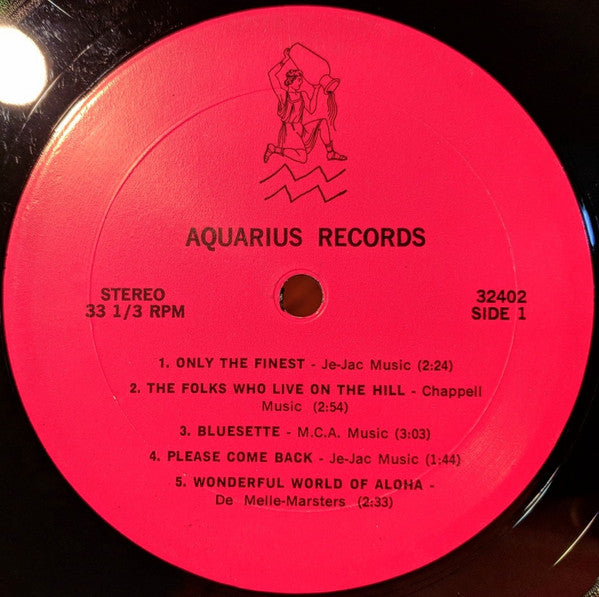 AQUARIUS RECORDS
STEREO
33 1/3 RPM
32402
SIDE 1
1. ONLY THE FINEST - Je-Jac Music (2:24)
2. THE FOLKS WHO LIVE ON THE HILL - Chappell
Music (2:54)
3. BLUESETTE - M.C.A. Music (3:03)
4. PLEASE COME BACK - Je-Jac Music (1:44)
5. WONDERFUL WORLD OF ALOHA -
De Melle-Marsters (2:33)